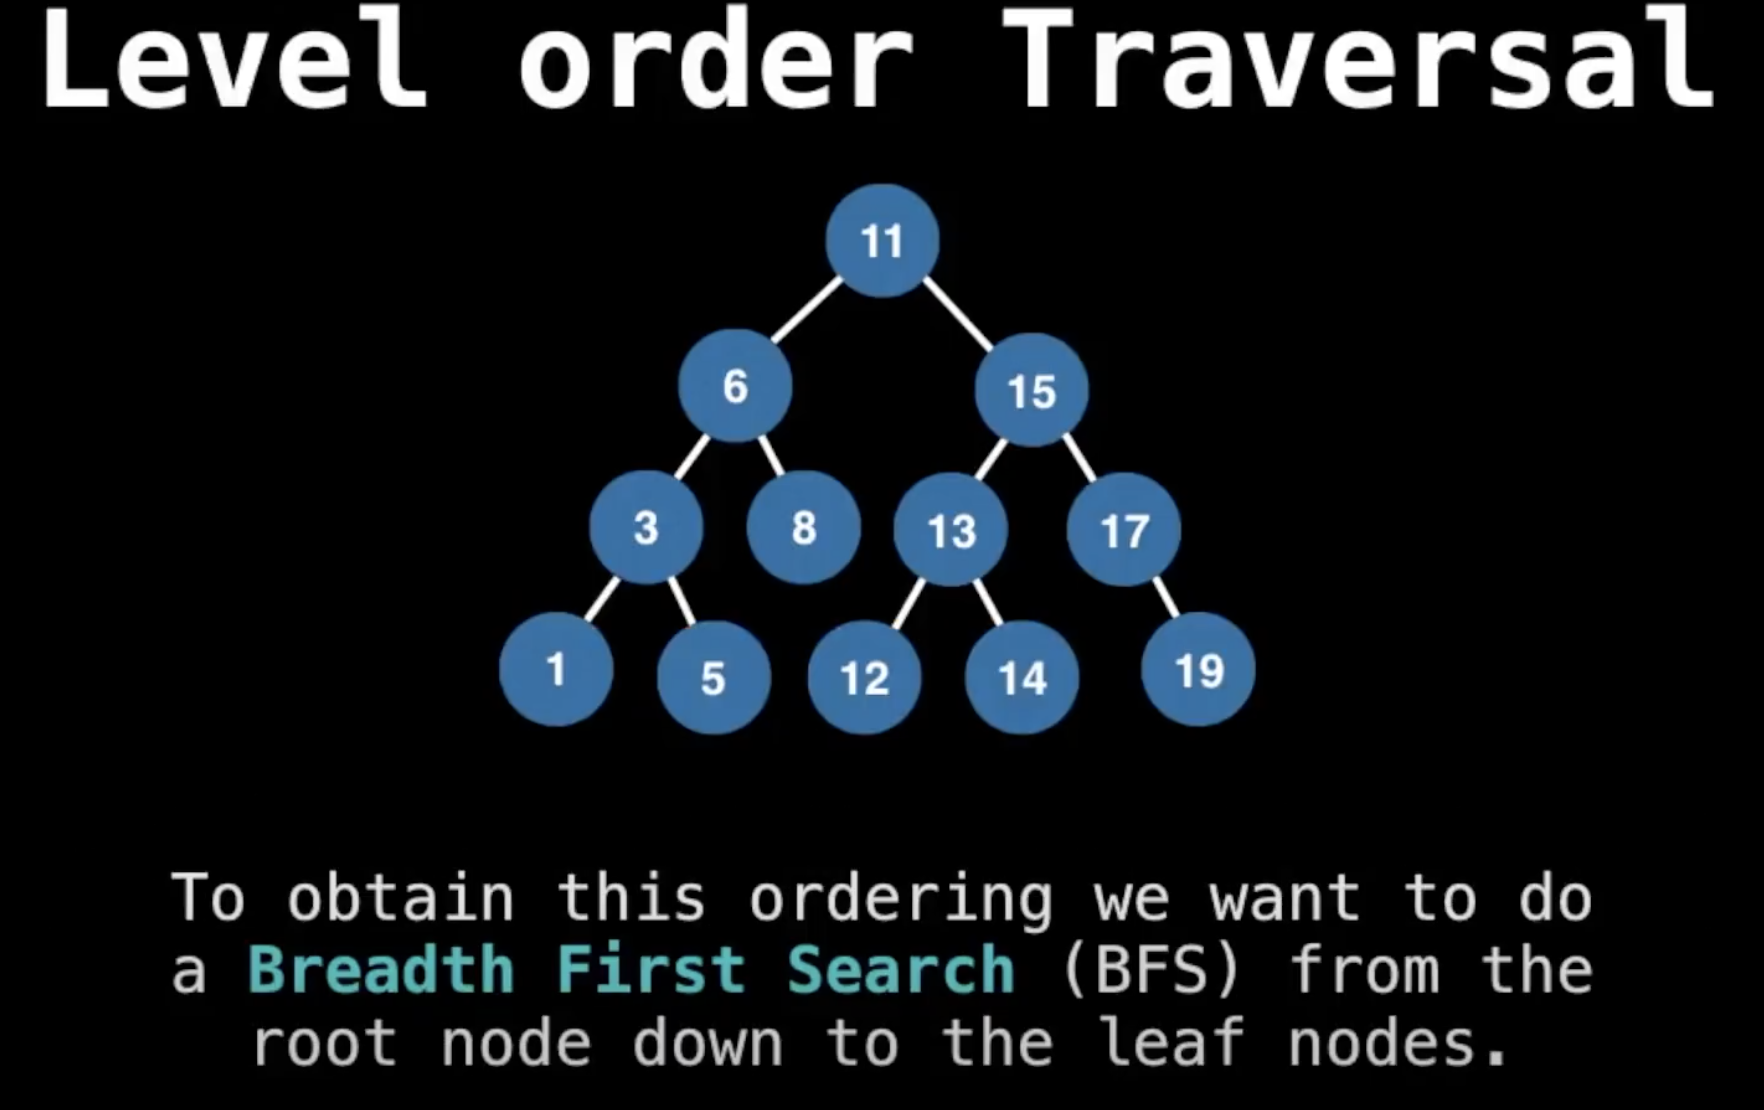 Level order Traversal
11
6 15
3 8 13 17
1 5 12 14 19
To obtain this ordering we want to do
a Breadth First Search (BFS) from the
root node down to the leaf nodes.